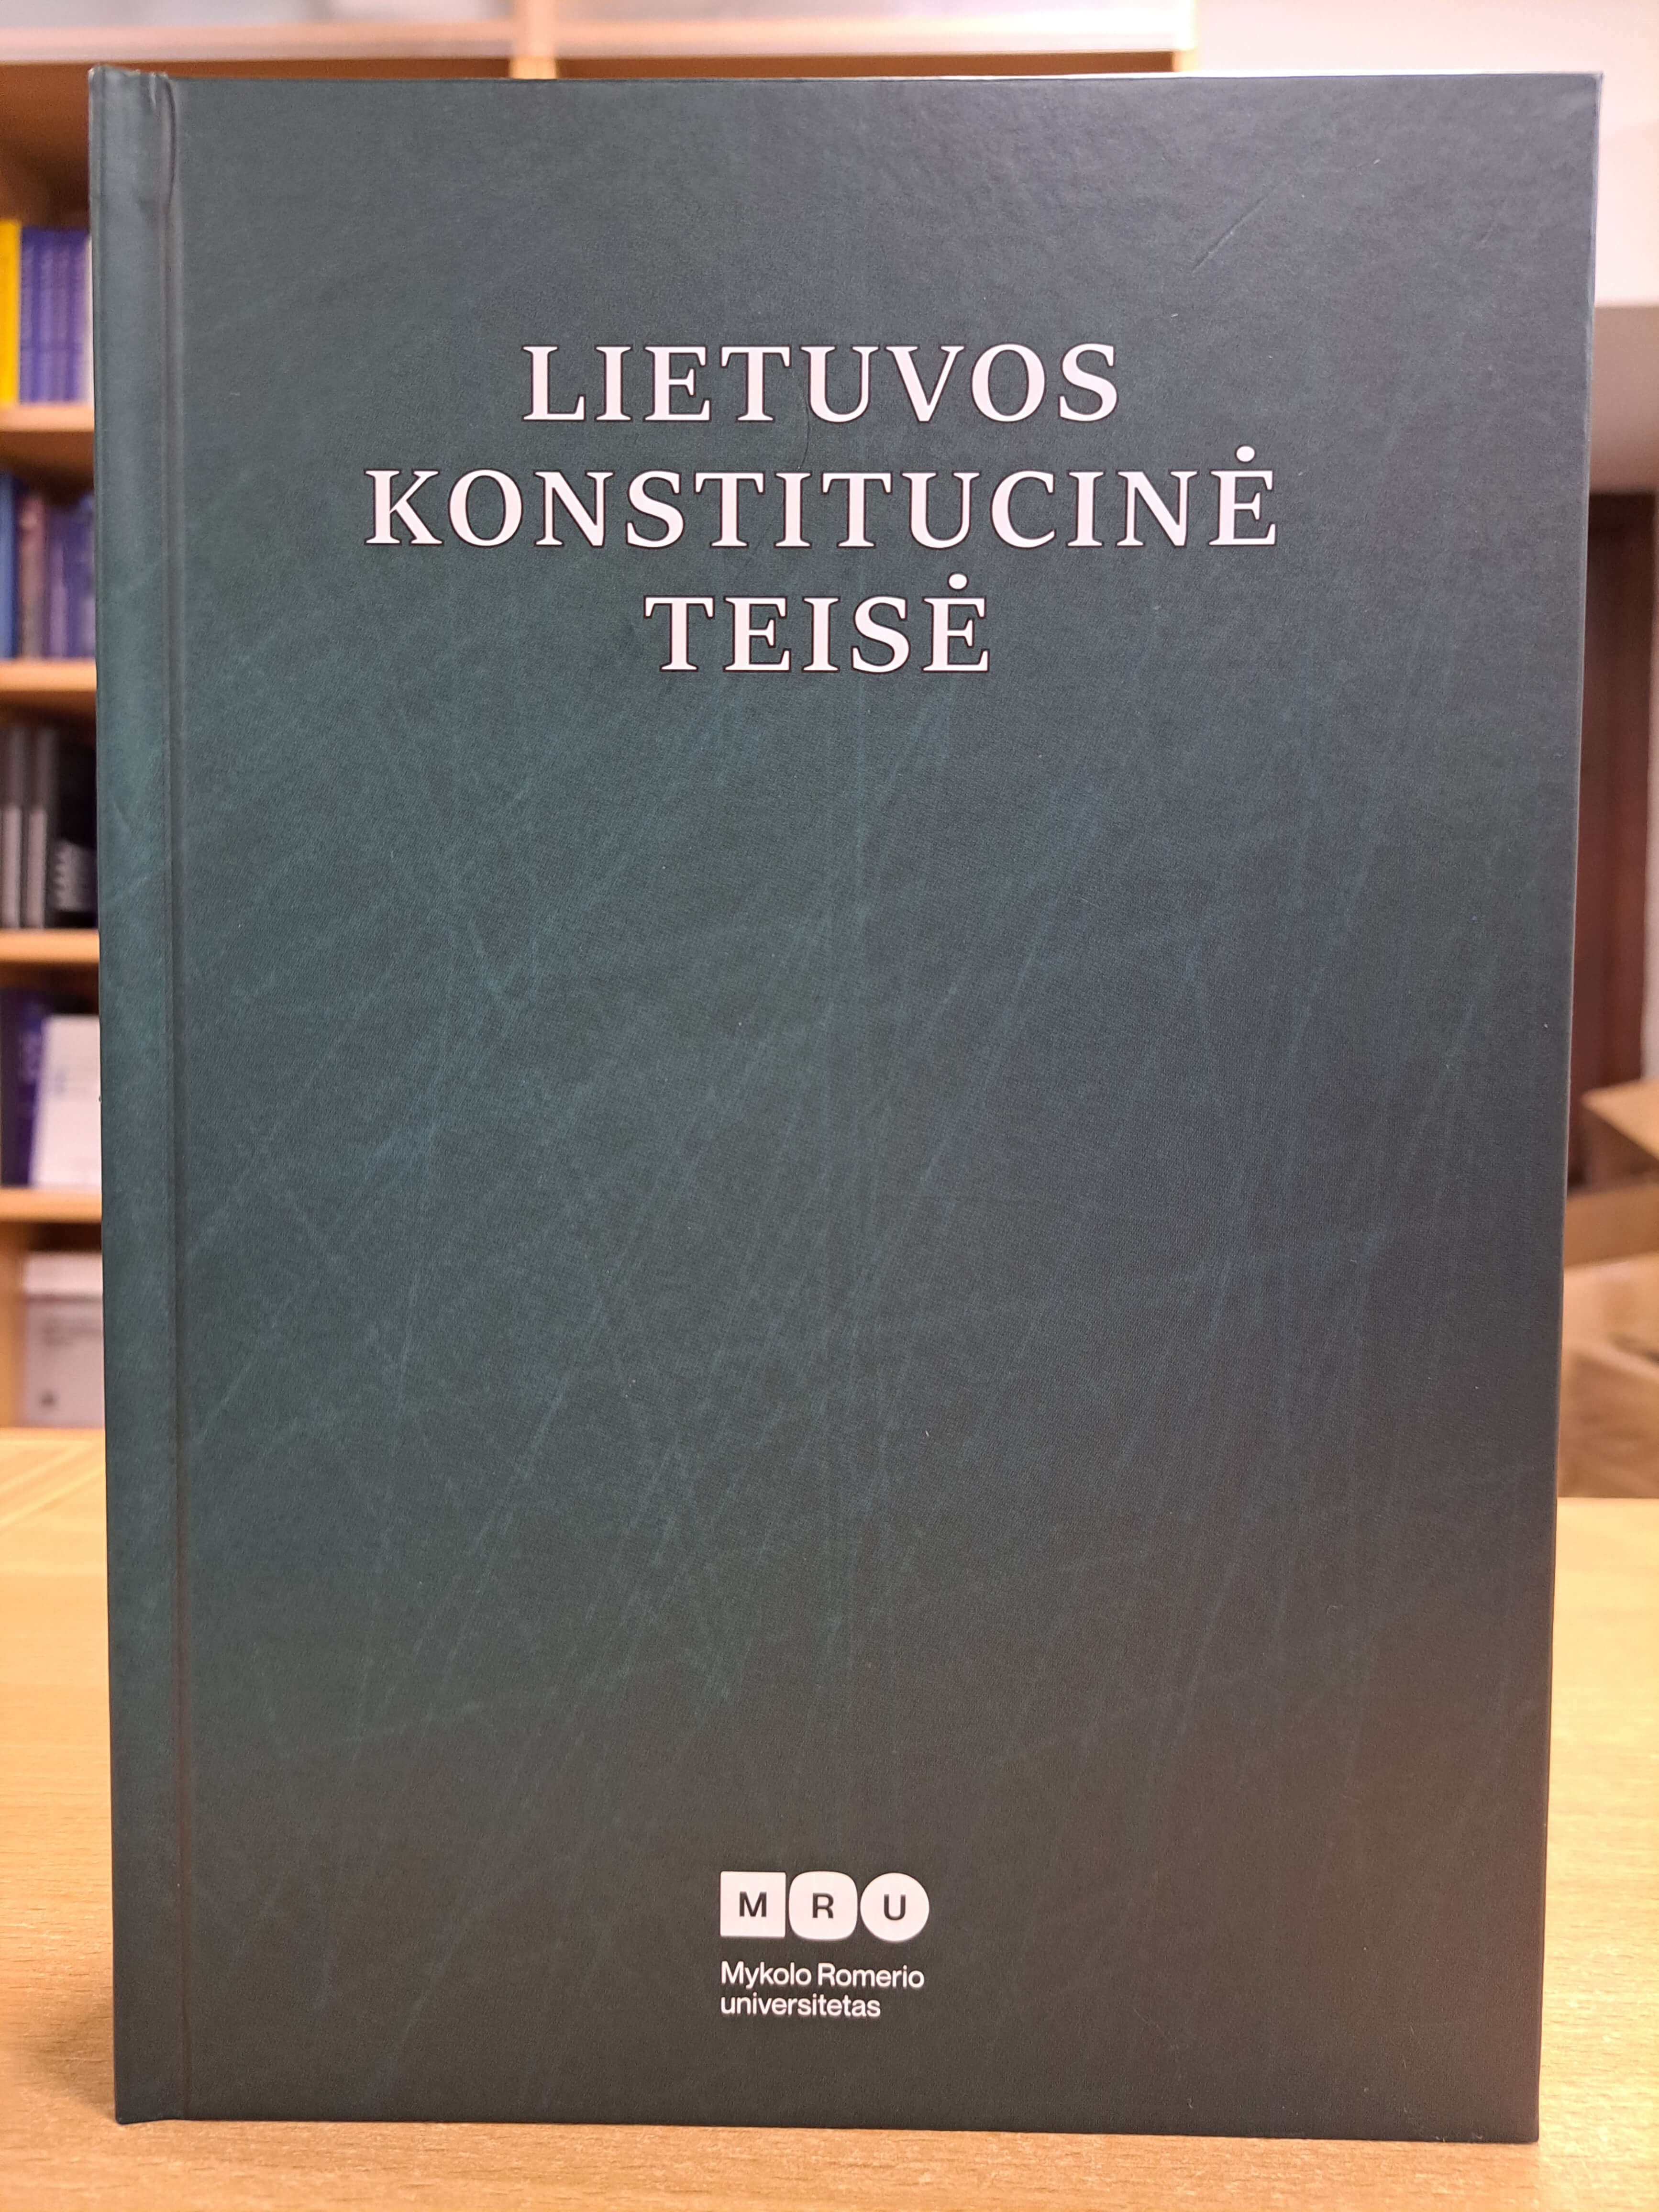 LIETUVOS
KONSTITUCINĖ
TEISĖ
MRU
Mykolo Romerio
universitetas